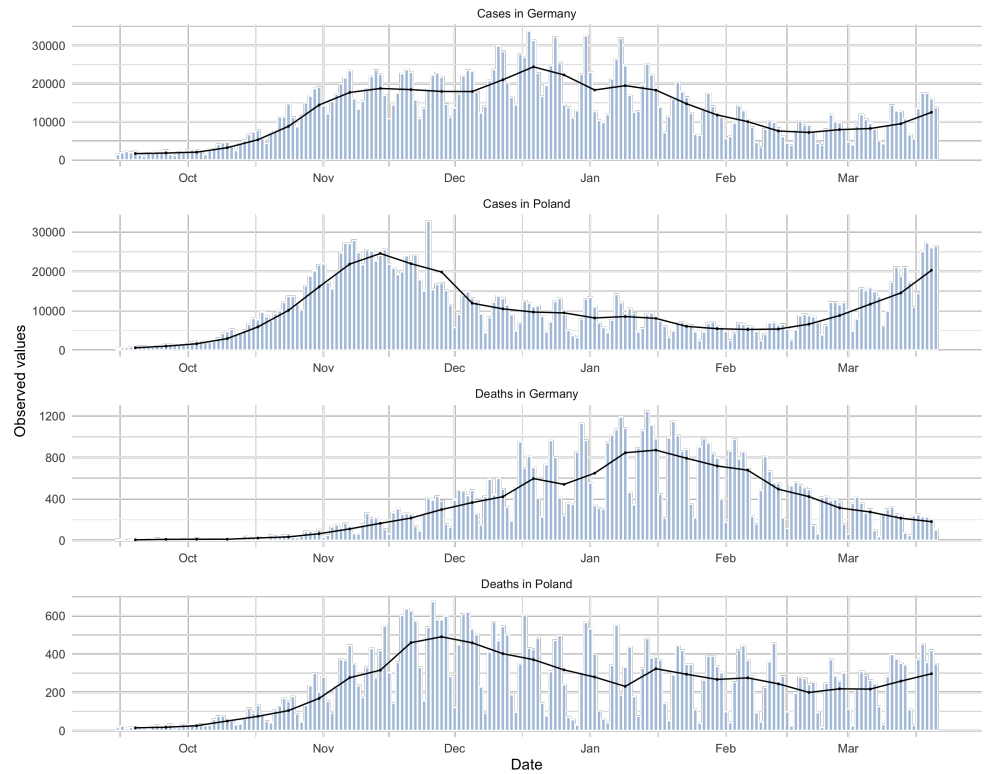 Cases in Germany
30000
20000
10000
0
Oct Nov Dec Jan Feb Mar
Cases in Poland
30000
20000
10000
0
Oct Nov Dec Jan Feb Mar
Observed values
Deaths in Germany
1200
800
400
0
Oct Nov Dec Jan Feb Mar
Deaths in Poland
600
400
200
0
Oct Nov Dec Jan Feb Mar
Date